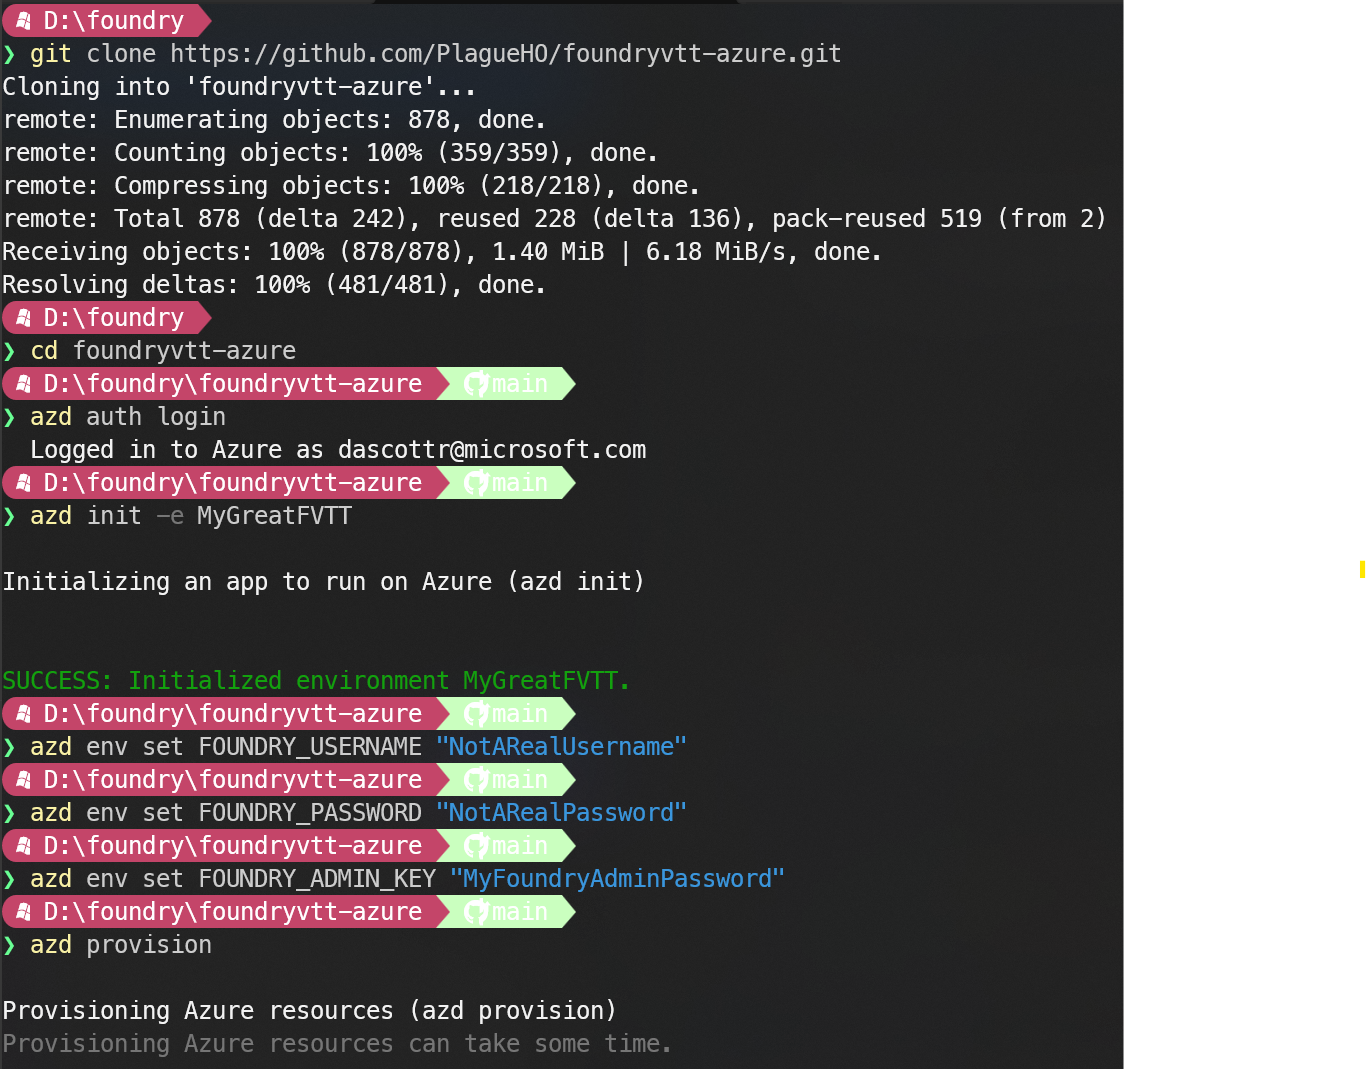 D:\foundry
❯ git clone https://github.com/PlagueHO/foundryvtt-azure.git
Cloning into 'foundryvtt-azure'...
remote: Enumerating objects: 878, done.
remote: Counting objects: 100% (359/359), done.
remote: Compressing objects: 100% (218/218), done.
remote: Total 878 (delta 242), reused 228 (delta 136), pack-reused 519 (from 2)
Receiving objects: 100% (878/878), 1.40 MiB | 6.18 MiB/s, done.
Resolving deltas: 100% (481/481), done.
D:\foundry
❯ cd foundryvtt-azure
D:\foundry\foundryvtt-azure main
❯ azd auth login
Logged in to Azure as dascottr@microsoft.com
D:\foundry\foundryvtt-azure main
❯ azd init -e MyGreatFVTT
Initializing an app to run on Azure (azd init)
SUCCESS: Initialized environment MyGreatFVTT.
D:\foundry\foundryvtt-azure main
❯ azd env set FOUNDRY_USERNAME "NotARealUsername"
D:\foundry\foundryvtt-azure main
❯ azd env set FOUNDRY_PASSWORD "NotARealPassword"
D:\foundry\foundryvtt-azure main
❯ azd env set FOUNDRY_ADMIN_KEY "MyFoundryAdminPassword"
D:\foundry\foundryvtt-azure main
❯ azd provision
Provisioning Azure resources (azd provision)
Provisioning Azure resources can take some time.